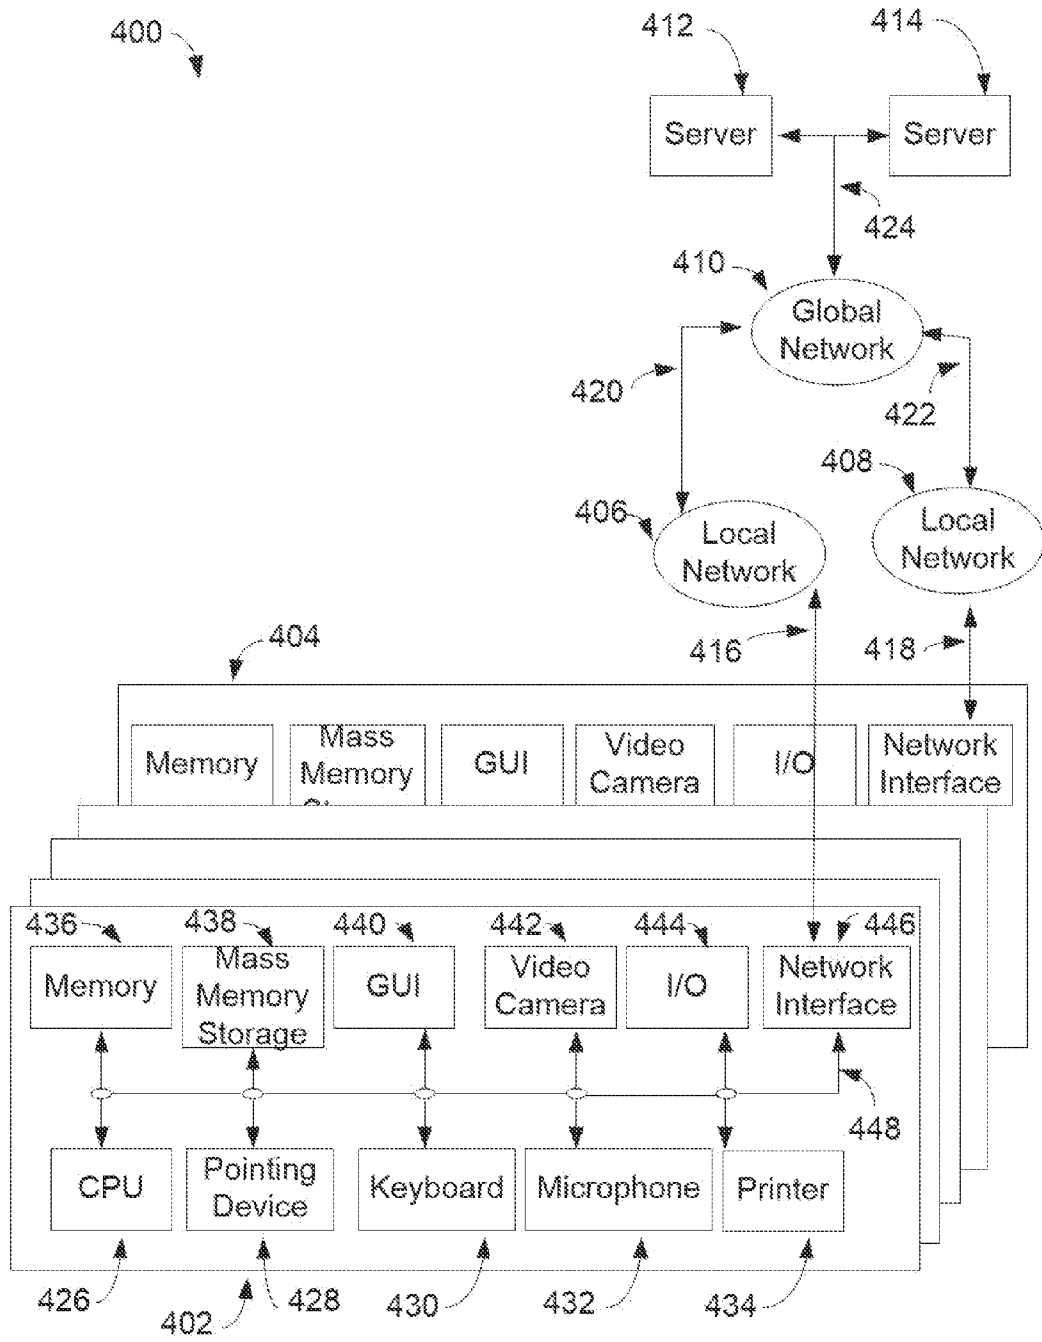 400
412
414
Server
Server
424
410
Global
Network
420
422
408
406
Local
Network
Local
Network
416
418
404
Memory
Mass
Memory
GUI
Video
Camera
I/O
Network
Interface
436
438
440
442
444
446
Memory
Mass
Memory
Storage
GUI
Video
Camera
I/O
Network
Interface
448
CPU
Pointing
Device
Keyboard
Microphone
Printer
426
402
428
430
432
434